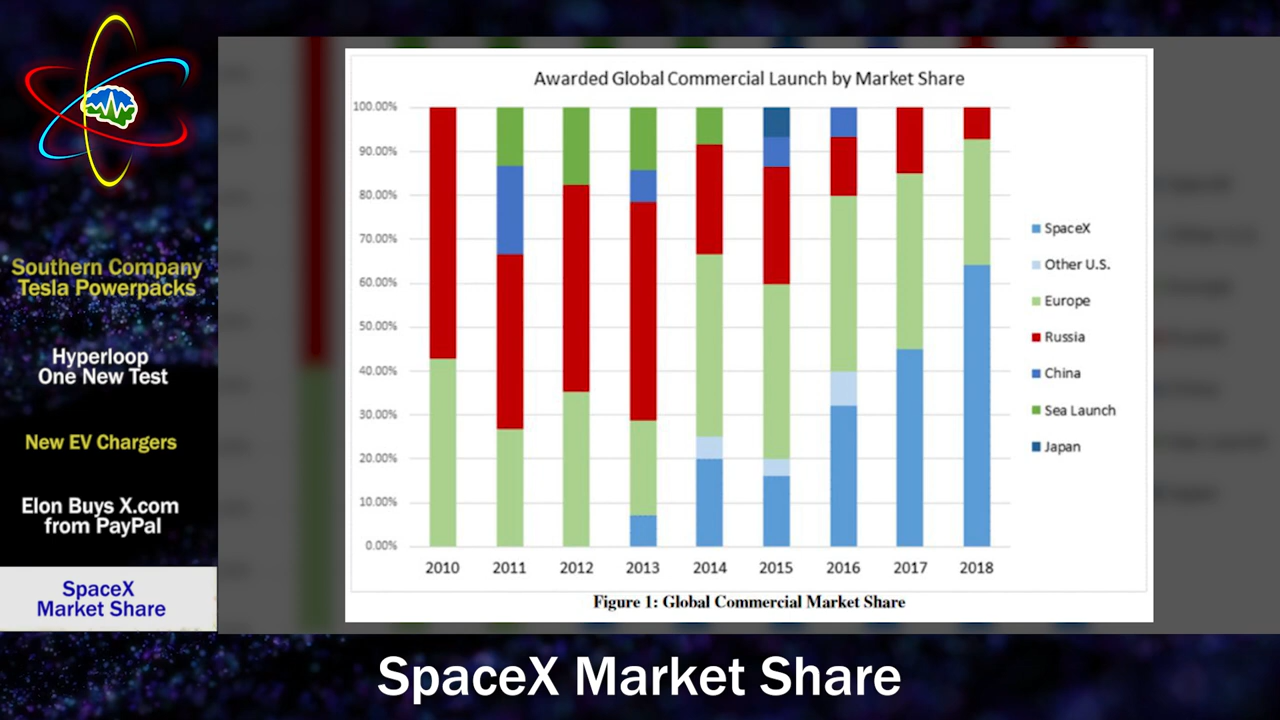 Southern Company
Tesla Powerpacks
Hyperloop
One New Test
New EV Chargers
Elon Buys X.com
from PayPal
SpaceX
Market Share
Awarded Global Commercial Launch by Market Share
100.00%
90.00%
80.00%
70.00%
60.00%
50.00%
40.00%
30.00%
20.00%
10.00%
0.00%
2010 2011 2012 2013 2014 2015 2016 2017 2018
SpaceX
Other U.S.
Europe
Russia
China
Sea Launch
Japan
Figure 1: Global Commercial Market Share
SpaceX Market Share